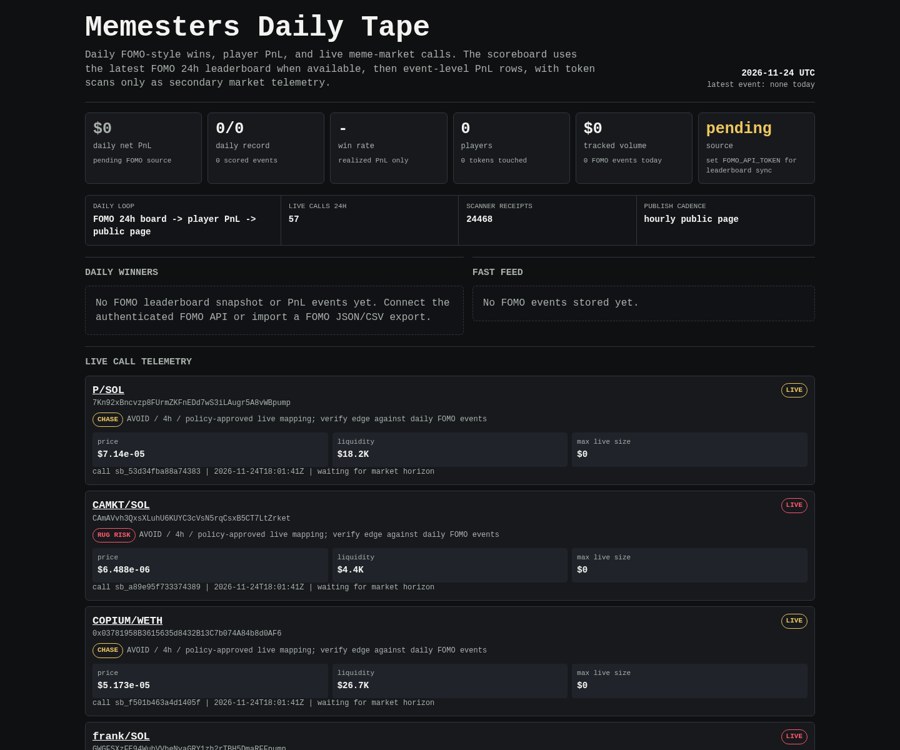 Memesters Daily Tape
Daily FOMO-style wins, player PnL, and live meme-market calls. The scoreboard uses
the latest FOMO 24h leaderboard when available, then event-level PnL rows, with token
scans only as secondary market telemetry.
2026-11-24 UTC
latest event: none today
$0
daily net PnL
pending FOMO source
0/0
daily record
0 scored events
-
win rate
realized PnL only
0
players
0 tokens touched
$0
tracked volume
0 FOMO events today
pending
source
set FOMO_API_TOKEN for
leaderboard sync
DAILY LOOP
FOMO 24h board -> player PnL ->
public page
LIVE CALLS 24H
57
SCANNER RECEIPTS
24468
PUBLISH CADENCE
hourly public page
DAILY WINNERS
No FOMO leaderboard snapshot or PnL events yet. Connect the
authenticated FOMO API or import a FOMO JSON/CSV export.
FAST FEED
No FOMO events stored yet.
LIVE CALL TELEMETRY
P/SOL
LIVE
7Kn92xBncvzp8FUrmZKFnEDd7wS3iLAugr5A8vWBpump
CHASE AVOID / 4h / policy-approved live mapping; verify edge against daily FOMO events
price
$7.14e-05
liquidity
$18.2K
max live size
$0
call sb_53d34fba88a74383 | 2026-11-24T18:01:41Z | waiting for market horizon
CAMKT/SOL
LIVE
CAmAVvh3QxsXLuhU6KUYC3cVsN5rqCsxB5CT7LtZrket
RUG RISK AVOID / 4h / policy-approved live mapping; verify edge against daily FOMO events
price
$6.488e-06
liquidity
$4.4K
max live size
$0
call sb_a89e95f733374389 | 2026-11-24T18:01:41Z | waiting for market horizon
COPIUM/WETH
LIVE
0x03781958B3615635d8432B13C7b074A84b8d0AF6
CHASE AVOID / 4h / policy-approved live mapping; verify edge against daily FOMO events
price
$5.173e-05
liquidity
$26.7K
max live size
$0
call sb_f501b463a4d1405f | 2026-11-24T18:01:41Z | waiting for market horizon
frank/SOL
LIVE